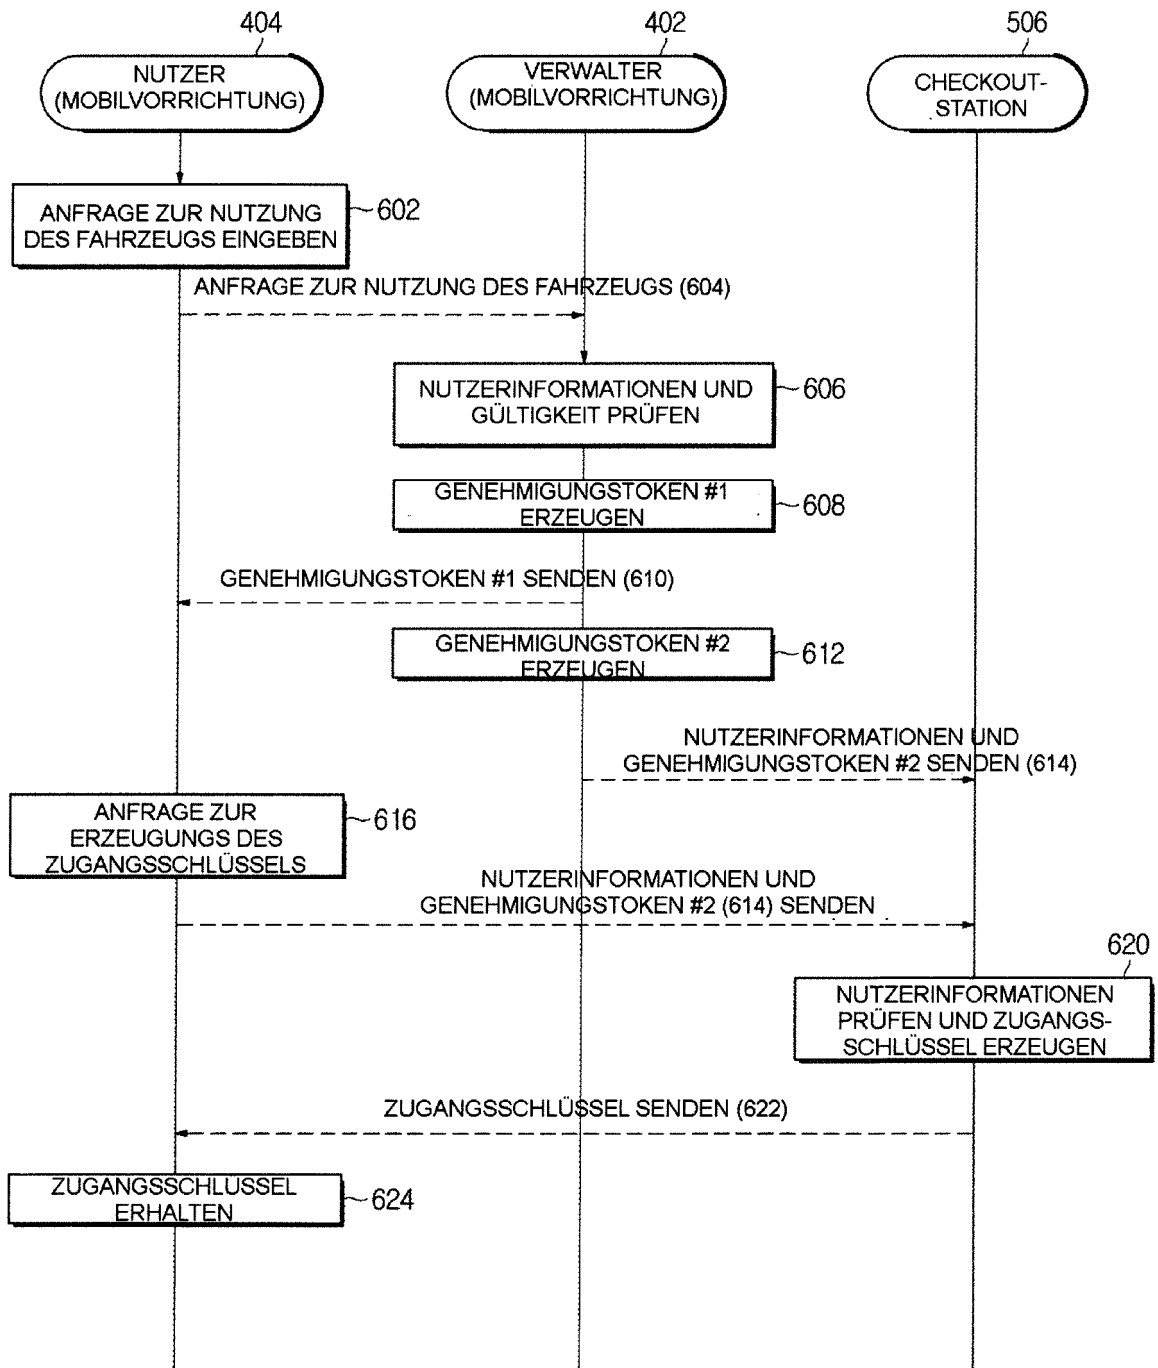 404
402
506
NUTZER
(MOBILVORRICHTUNG)
VERWALTER
(MOBILVORRICHTUNG)
CHECKOUT-
STATION
ANFRAGE ZUR NUTZUNG
DES FAHRZEUGS EINGEBEN
602
ANFRAGE ZUR NUTZUNG DES FAHRZEUGS (604)
NUTZERINFORMATIONEN UND
GÜLTIGKEIT PRÜFEN
606
GENEHMIGUNGSTOKEN #1
ERZEUGEN
608
GENEHMIGUNGSTOKEN #1 SENDEN (610)
GENEHMIGUNGSTOKEN #2
ERZEUGEN
612
NUTZERINFORMATIONEN UND
GENEHMIGUNGSTOKEN #2 SENDEN (614)
ANFRAGE ZUR
ERZEUGUNGS DES
ZUGANGSSCHLÜSSELS
616
NUTZERINFORMATIONEN UND
GENEHMIGUNGSTOKEN #2 (614) SENDEN
620
NUTZERINFORMATIONEN
PRÜFEN UND ZUGANGS-
SCHLÜSSEL ERZEUGEN
ZUGANGSSCHLÜSSEL SENDEN (622)
ZUGANGSSCHLÜSSEL
ERHALTEN
624